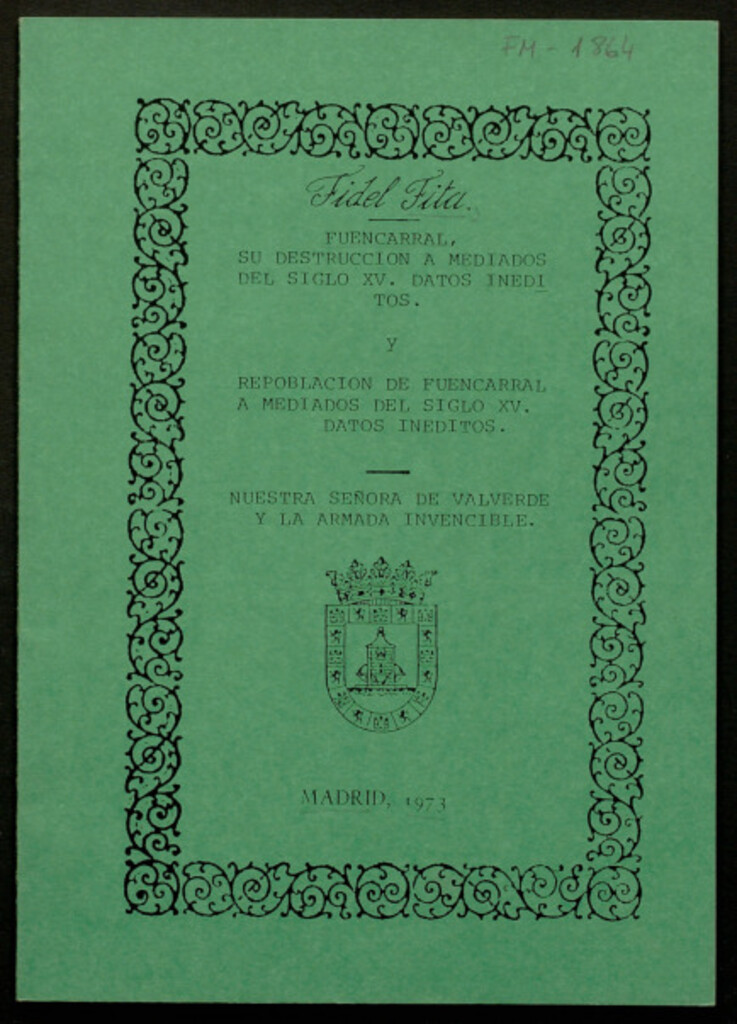 FM - 1864
Fidel Fita.
FUENCARRAL,
SU DESTRUCCION A MEDIADOS
DEL SIGLO XV. DATOS INEDI
TOS.
y
REPOBLACION DE FUENCARRAL
A MEDIADOS DEL SIGLO XV.
DATOS INEDITOS.
NUESTRA SEÑORA DE VALVERDE
Y LA ARMADA INVENCIBLE.
MADRID, 1973